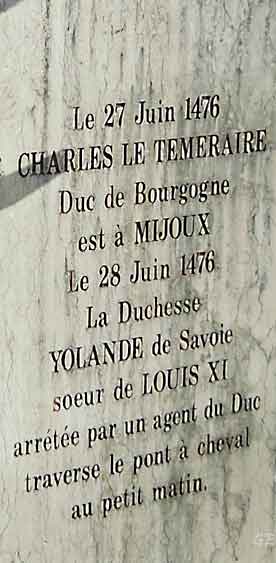 Le 27 Juin 1476
CHARLES LE TEMERAIRE
Duc de Bourgogne
est à MIJOUX
Le 28 Juin 1476
La Duchesse
YOLANDE de Savoie
soeur de LOUIS XI
arrétée par un agent du Duc
traverse le pont à cheval
au petit matin.